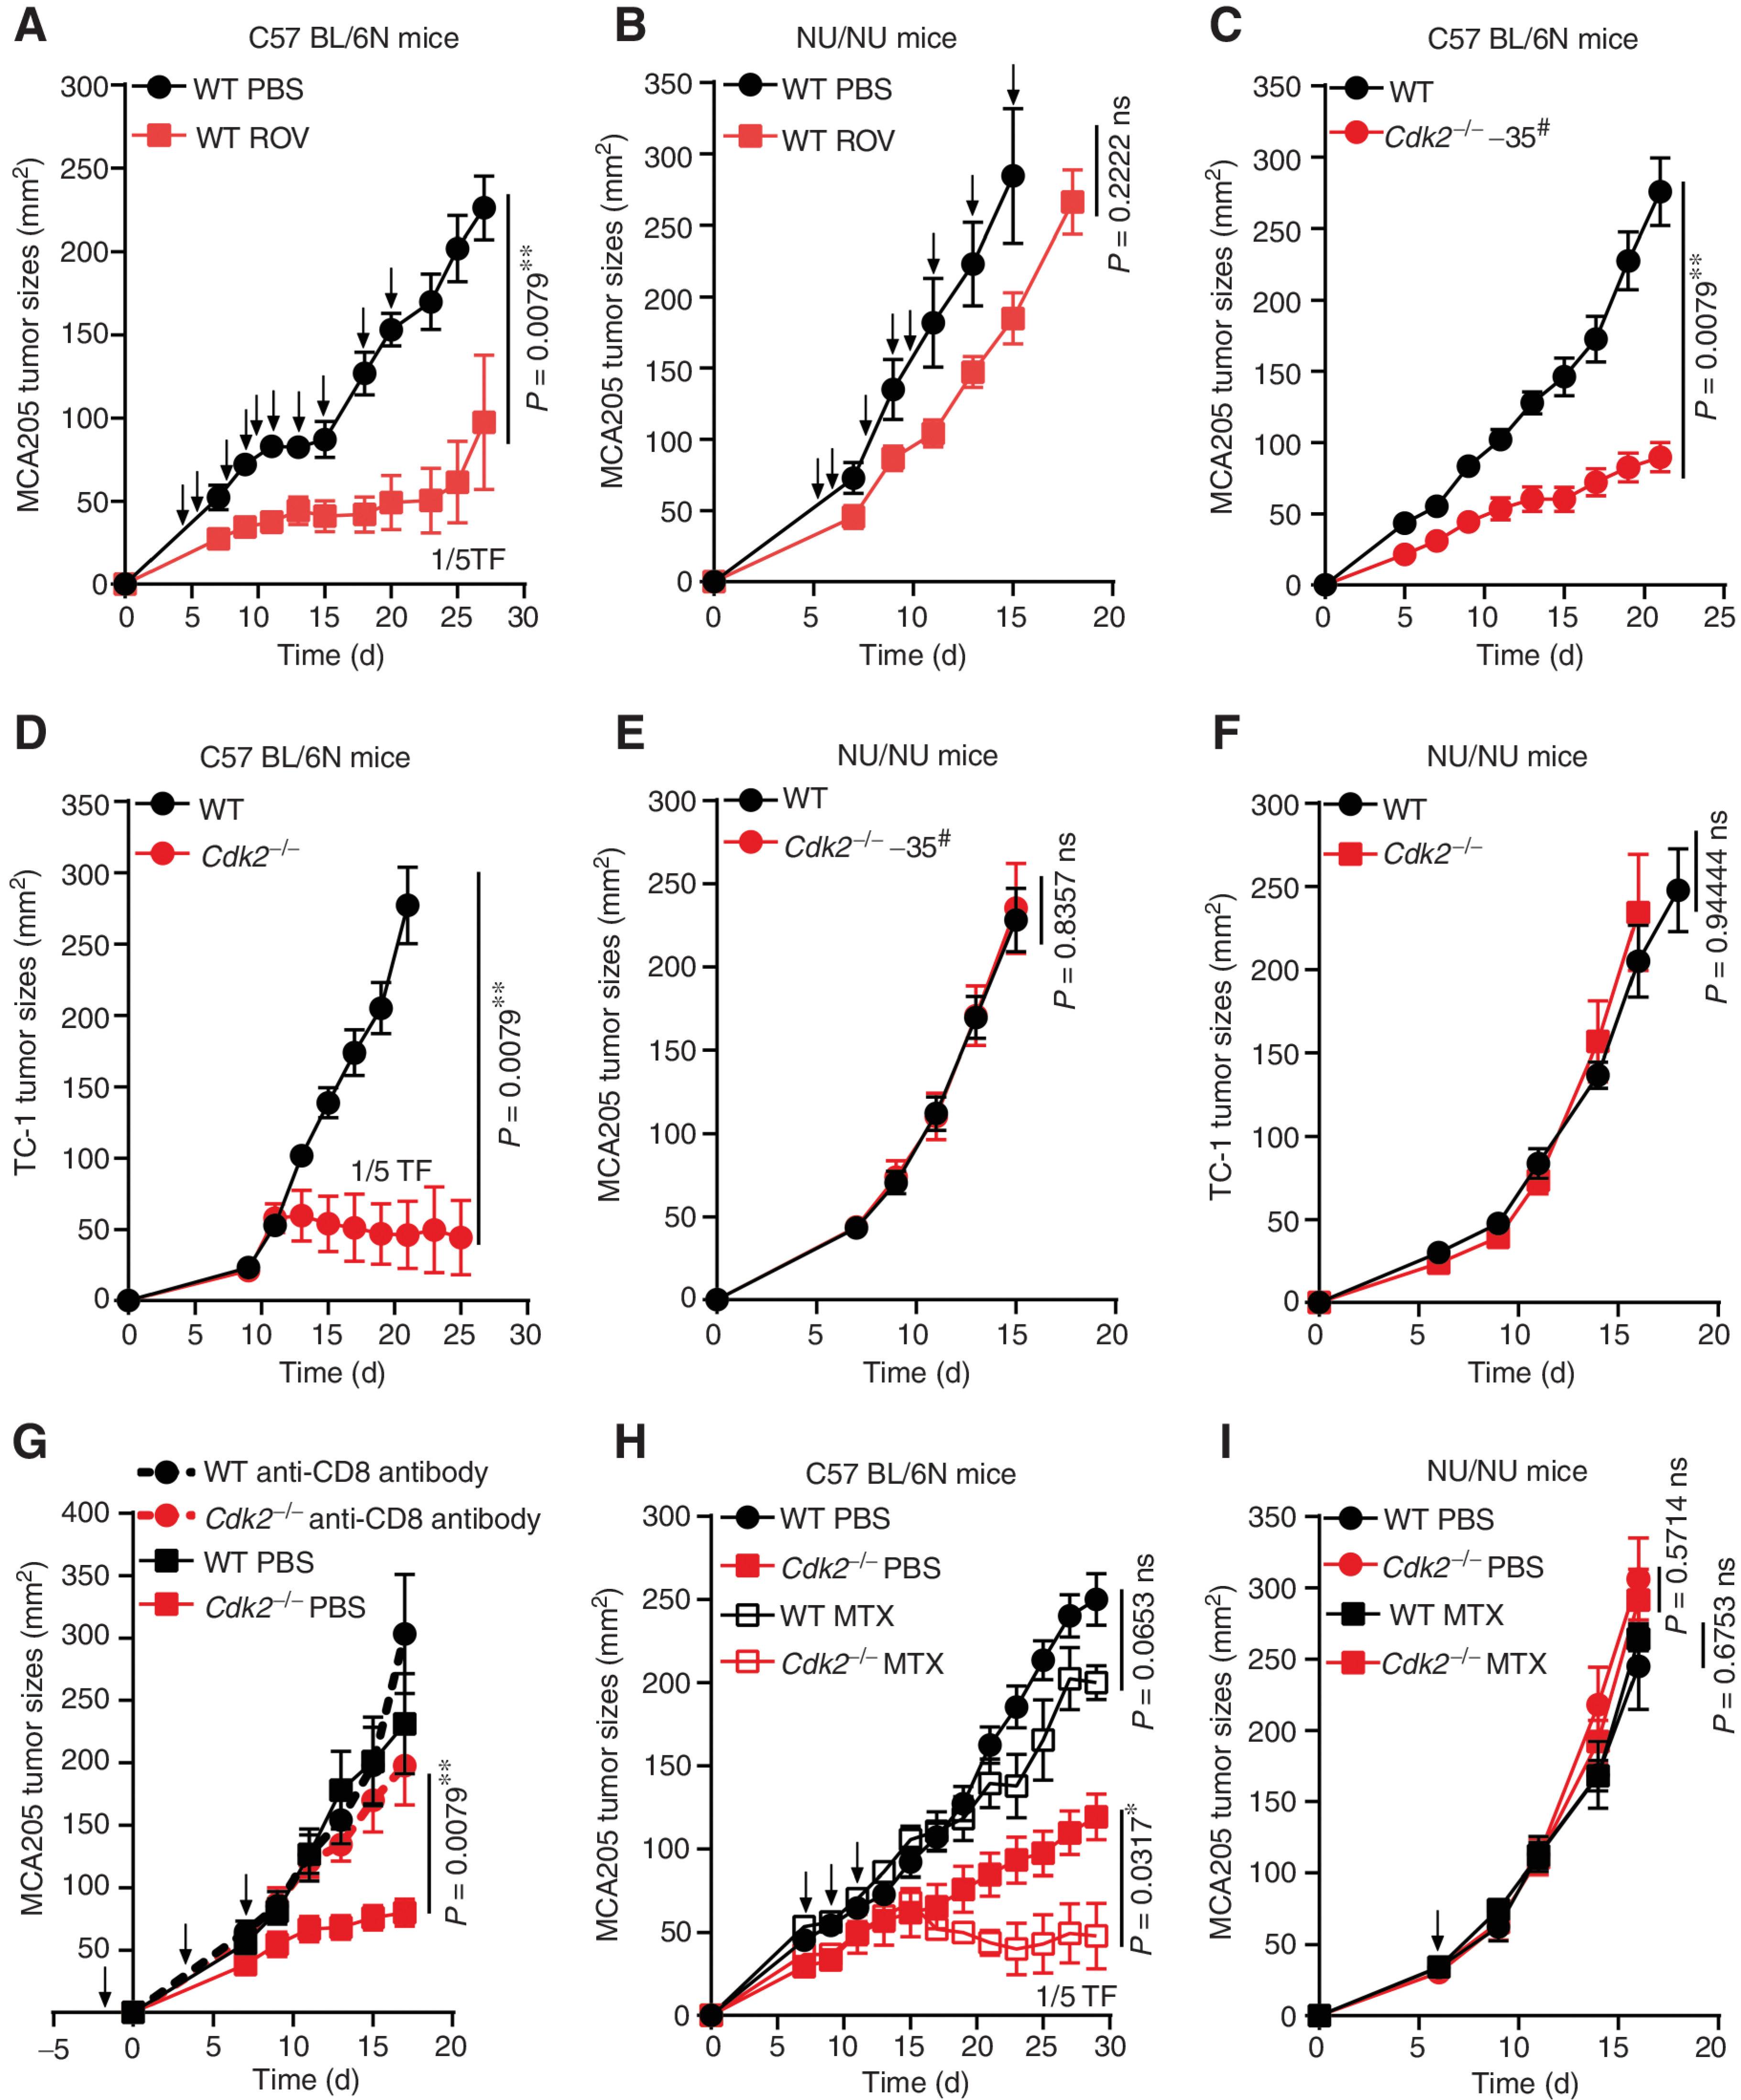 A
C57 BL/6N mice
WT PBS
WT ROV
MCA205 tumor sizes (mm2)
300
250
200
150
100
50
0
0 5 10 15 20 25 30
Time (d)
1/5TF
P = 0.0079**
B
NU/NU mice
WT PBS
WT ROV
MCA205 tumor sizes (mm2)
350
300
250
200
150
100
50
0
0 5 10 15 20
Time (d)
P = 0.2222 ns
C
C57 BL/6N mice
WT
Cdk2−/− −35#
MCA205 tumor sizes (mm2)
350
300
250
200
150
100
50
0
0 5 10 15 20 25
Time (d)
P = 0.0079**
D
C57 BL/6N mice
WT
Cdk2−/−
TC-1 tumor sizes (mm2)
350
300
250
200
150
100
50
0
0 5 10 15 20 25 30
Time (d)
1/5 TF
P = 0.0079**
E
NU/NU mice
WT
Cdk2−/− −35#
MCA205 tumor sizes (mm2)
300
250
200
150
100
50
0
0 5 10 15 20
Time (d)
P = 0.8357 ns
F
NU/NU mice
WT
Cdk2−/−
TC-1 tumor sizes (mm2)
300
250
200
150
100
50
0
0 5 10 15 20
Time (d)
P = 0.94444 ns
G
WT anti-CD8 antibody
Cdk2−/− anti-CD8 antibody
WT PBS
Cdk2−/− PBS
MCA205 tumor sizes (mm2)
400
350
300
250
200
150
100
50
−5 0 5 10 15 20
Time (d)
P = 0.0079**
H
C57 BL/6N mice
WT PBS
Cdk2−/− PBS
WT MTX
Cdk2−/− MTX
MCA205 tumor sizes (mm2)
300
250
200
150
100
50
0
0 5 10 15 20 25 30
Time (d)
1/5 TF
P = 0.0653 ns
P = 0.0317*
I
NU/NU mice
WT PBS
Cdk2−/− PBS
WT MTX
Cdk2−/− MTX
MCA205 tumor sizes (mm2)
350
300
250
200
150
100
50
0
0 5 10 15 20
Time (d)
P = 0.5714 ns
P = 0.6753 ns